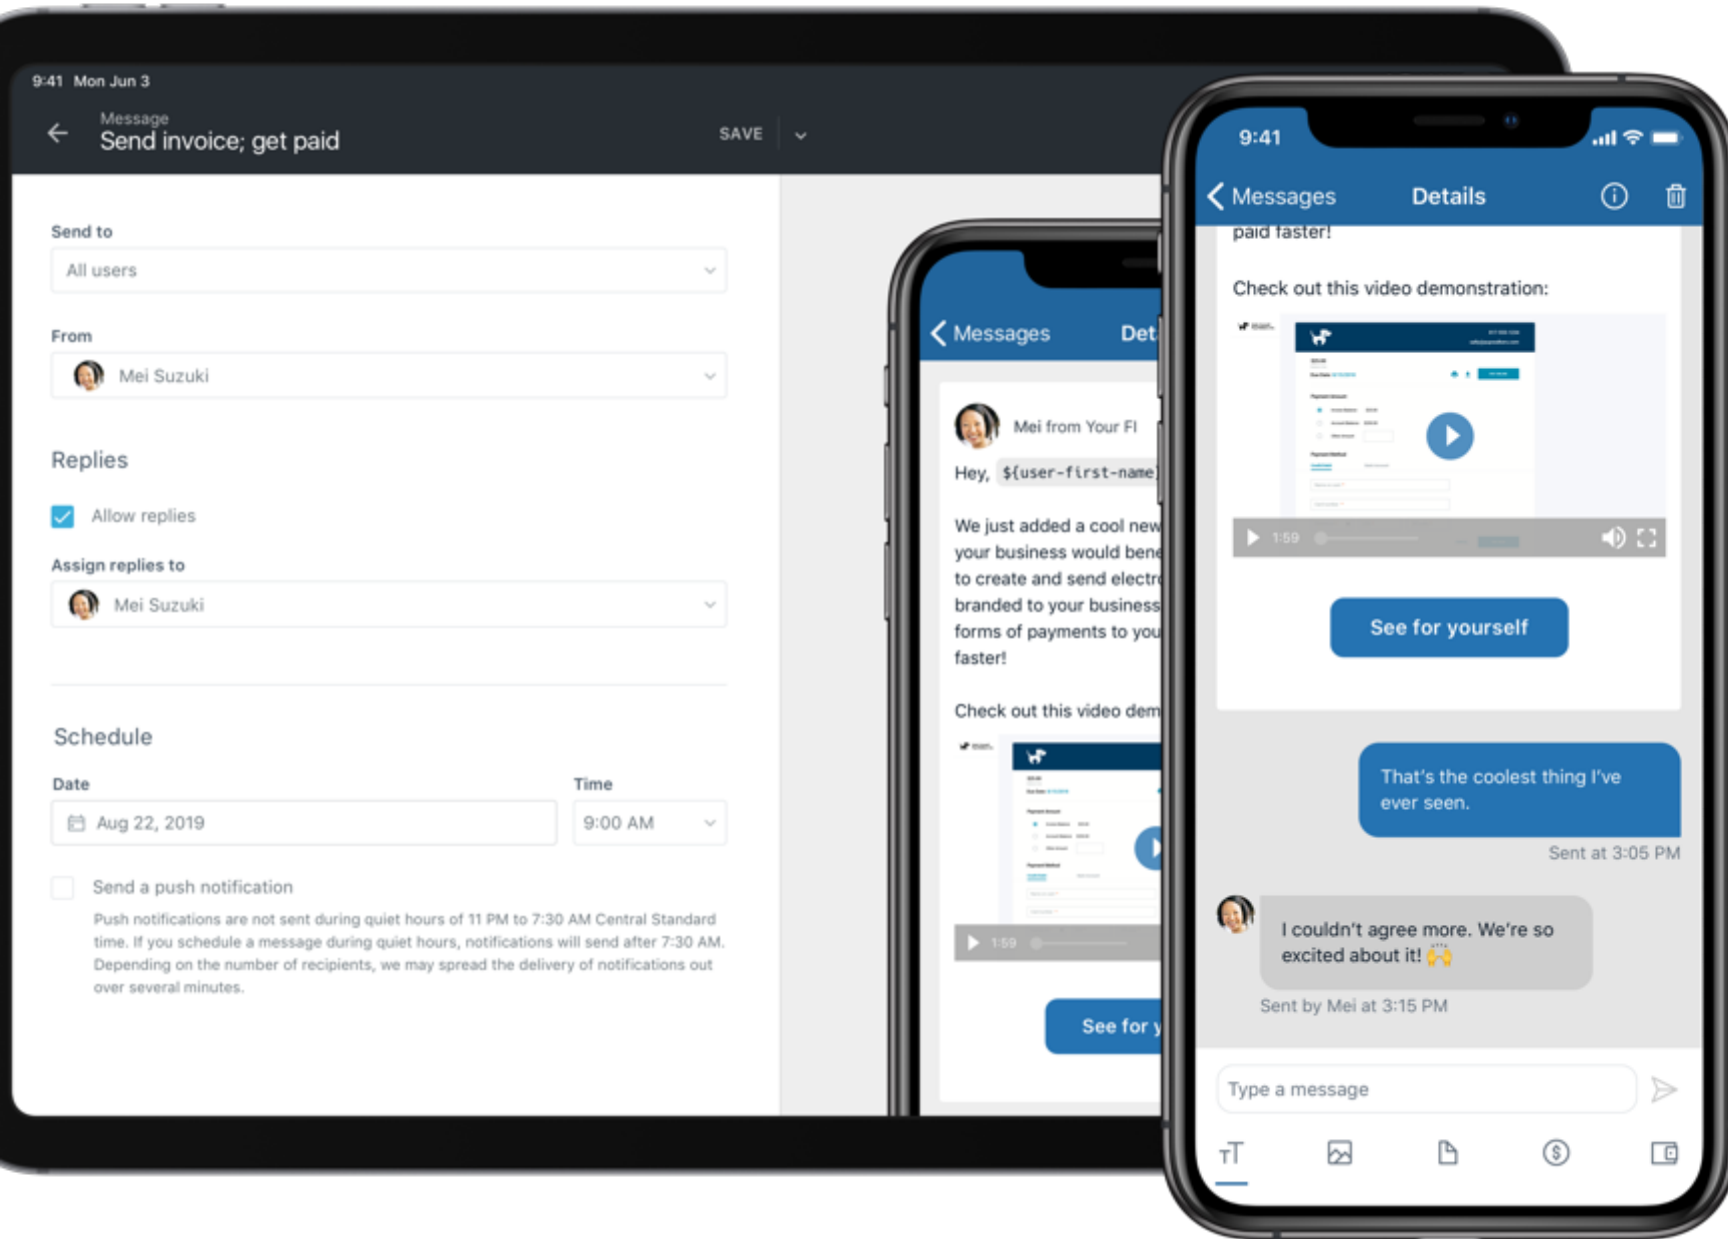 9:41 Mon Jun 3
Message
Send invoice; get paid
SAVE
Send to
All users
From
Mei Suzuki
Replies
Allow replies
Assign replies to
Mei Suzuki
Schedule
Date
Time
Aug 22, 2019
9:00 AM
Send a push notification
Push notifications are not sent during quiet hours of 11 PM to 7:30 AM Central Standard
time. If you schedule a message during quiet hours, notifications will send after 7:30 AM.
Depending on the number of recipients, we may spread the delivery of notifications out
over several minutes.
Messages
Det
Mei from Your FI
Hey, ${user-first-name}
We just added a cool new
your business would bene
to create and send electro
branded to your business
forms of payments to you
faster!
Check out this video dem
1:59
See for y
9:41
Messages
Details
paid faster!
Check out this video demonstration:
1:59
See for yourself
That's the coolest thing I've
ever seen.
Sent at 3:05 PM
I couldn't agree more. We're so
excited about it! 🙌
Sent by Mei at 3:15 PM
Type a message
TT